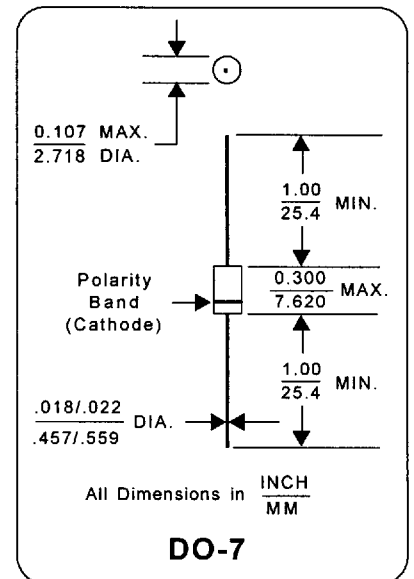 0.107 MAX.
2.718 DIA.
1.00
25.4 MIN.
Polarity
Band
(Cathode)
0.300
7.620 MAX.
1.00
25.4 MIN.
.018/.022
.457/.559 DIA.
All Dimensions in INCH
MM
DO-7